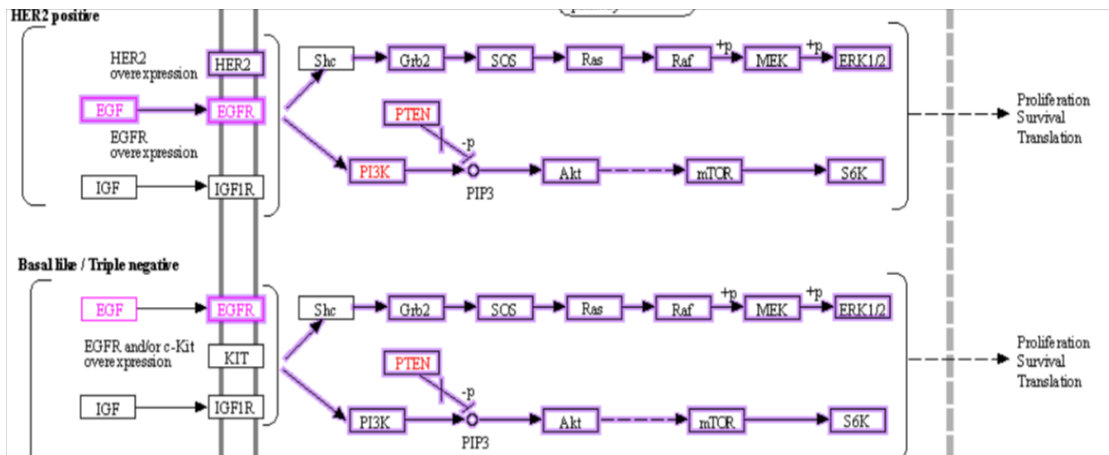 HER2 positive
HER2
overexpression
HER2
Shc
Grb2
SOS
Ras
Raf
+p
MEK
+p
ERK1/2
EGF
EGFR
PTEN
EGFR
overexpression
-p
Proliferation
Survival
Translation
PI3K
PIP3
Akt
mTOR
S6K
IGF
IGF1R
Basal like / Triple negative
EGF
EGFR
Shc
Grb2
SOS
Ras
Raf
+p
MEK
+p
ERK1/2
EGFR and/or c-Kit
overexpression
KIT
PTEN
-p
Proliferation
Survival
Translation
IGF
IGF1R
PI3K
PIP3
Akt
mTOR
S6K